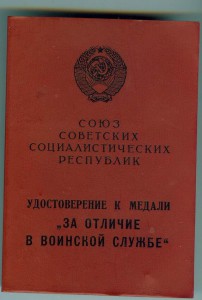 СОЮЗ
СОВЕТСКИХ
СОЦИАЛИСТИЧЕСКИХ
РЕСПУБЛИК
УДОСТОВЕРЕНИЕ К МЕДАЛИ
„ЗА ОТЛИЧИЕ
В ВОИНСКОЙ СЛУЖБЕ“